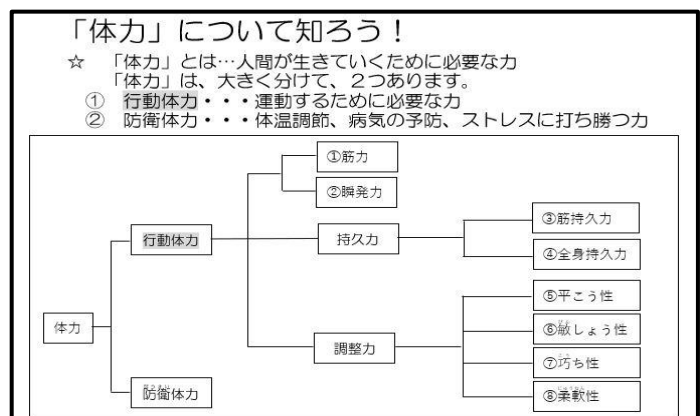 「体力」について知ろう！
☆ 「体力」とは…人間が生きていくために必要な力
「体力」は、大きく分けて、２つあります。
① 行動体力・・・運動するために必要な力
② 防衛体力・・・体温調節、病気の予防、ストレスに打ち勝つ力
①筋力
②瞬発力
行動体力
持久力
③筋持久力
④全身持久力
体力
調整力
⑤平こう性
⑥敏しょう性
⑦巧ち性
⑧柔軟性
防衛体力